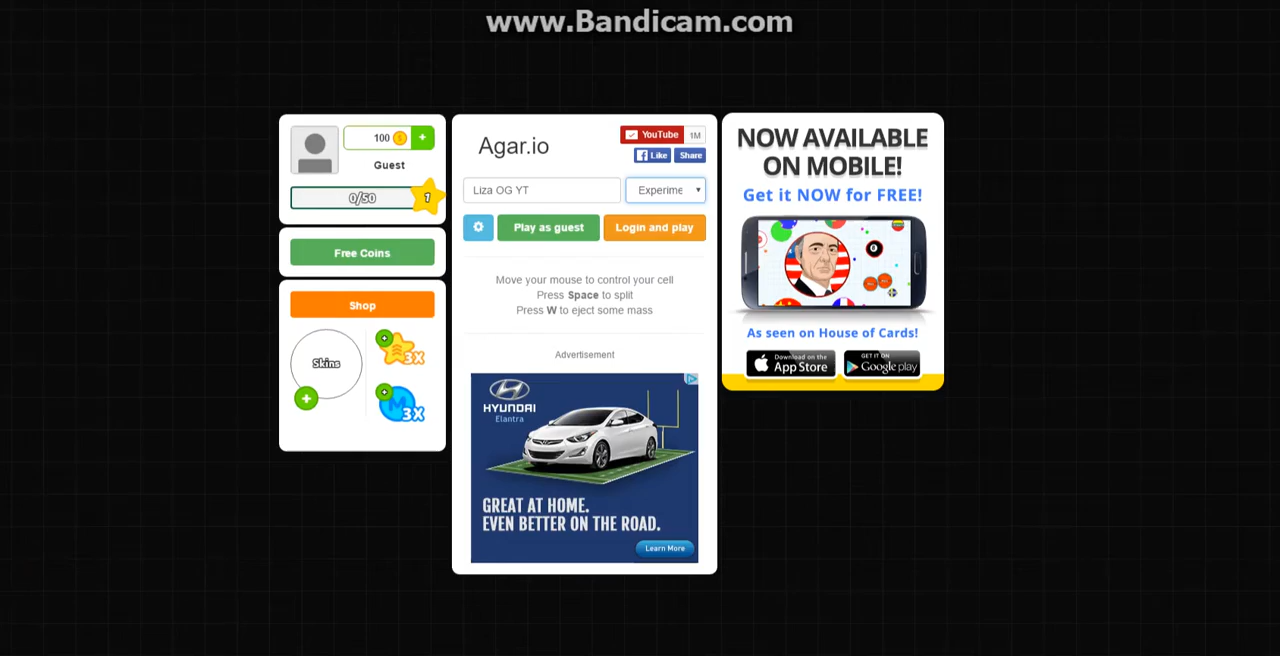 www.Bandicam.com
100
+
Guest
0/50
1
Free Coins
Shop
Skins
3X
M
3X
Agar.io
YouTube 1M
Like Share
Liza OG YT
Experime
Play as guest
Login and play
Move your mouse to control your cell
Press Space to split
Press W to eject some mass
Advertisement
HYUNDAI
Elantra
GREAT AT HOME.
EVEN BETTER ON THE ROAD.
Learn More
NOW AVAILABLE
ON MOBILE!
Get it NOW for FREE!
8
As seen on House of Cards!
Download on the
App Store
GET IT ON
Google play